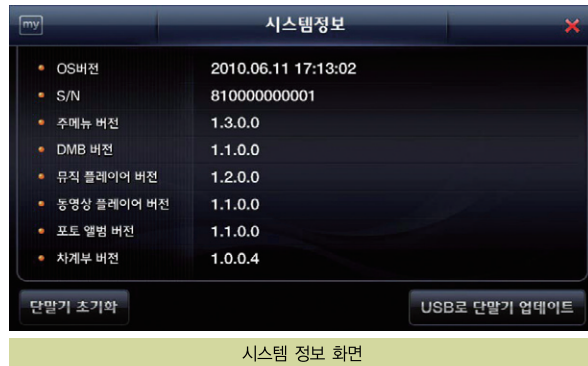 my 시스템정보
OS버전 2010.06.11 17:13:02
S/N 810000000001
주메뉴 버전 1.3.0.0
DMB 버전 1.1.0.0
뮤직 플레이어 버전 1.2.0.0
동영상 플레이어 버전 1.1.0.0
포토 앨범 버전 1.1.0.0
차계부 버전 1.0.0.4
단말기 초기화 USB로 단말기 업데이트
시스템 정보 화면